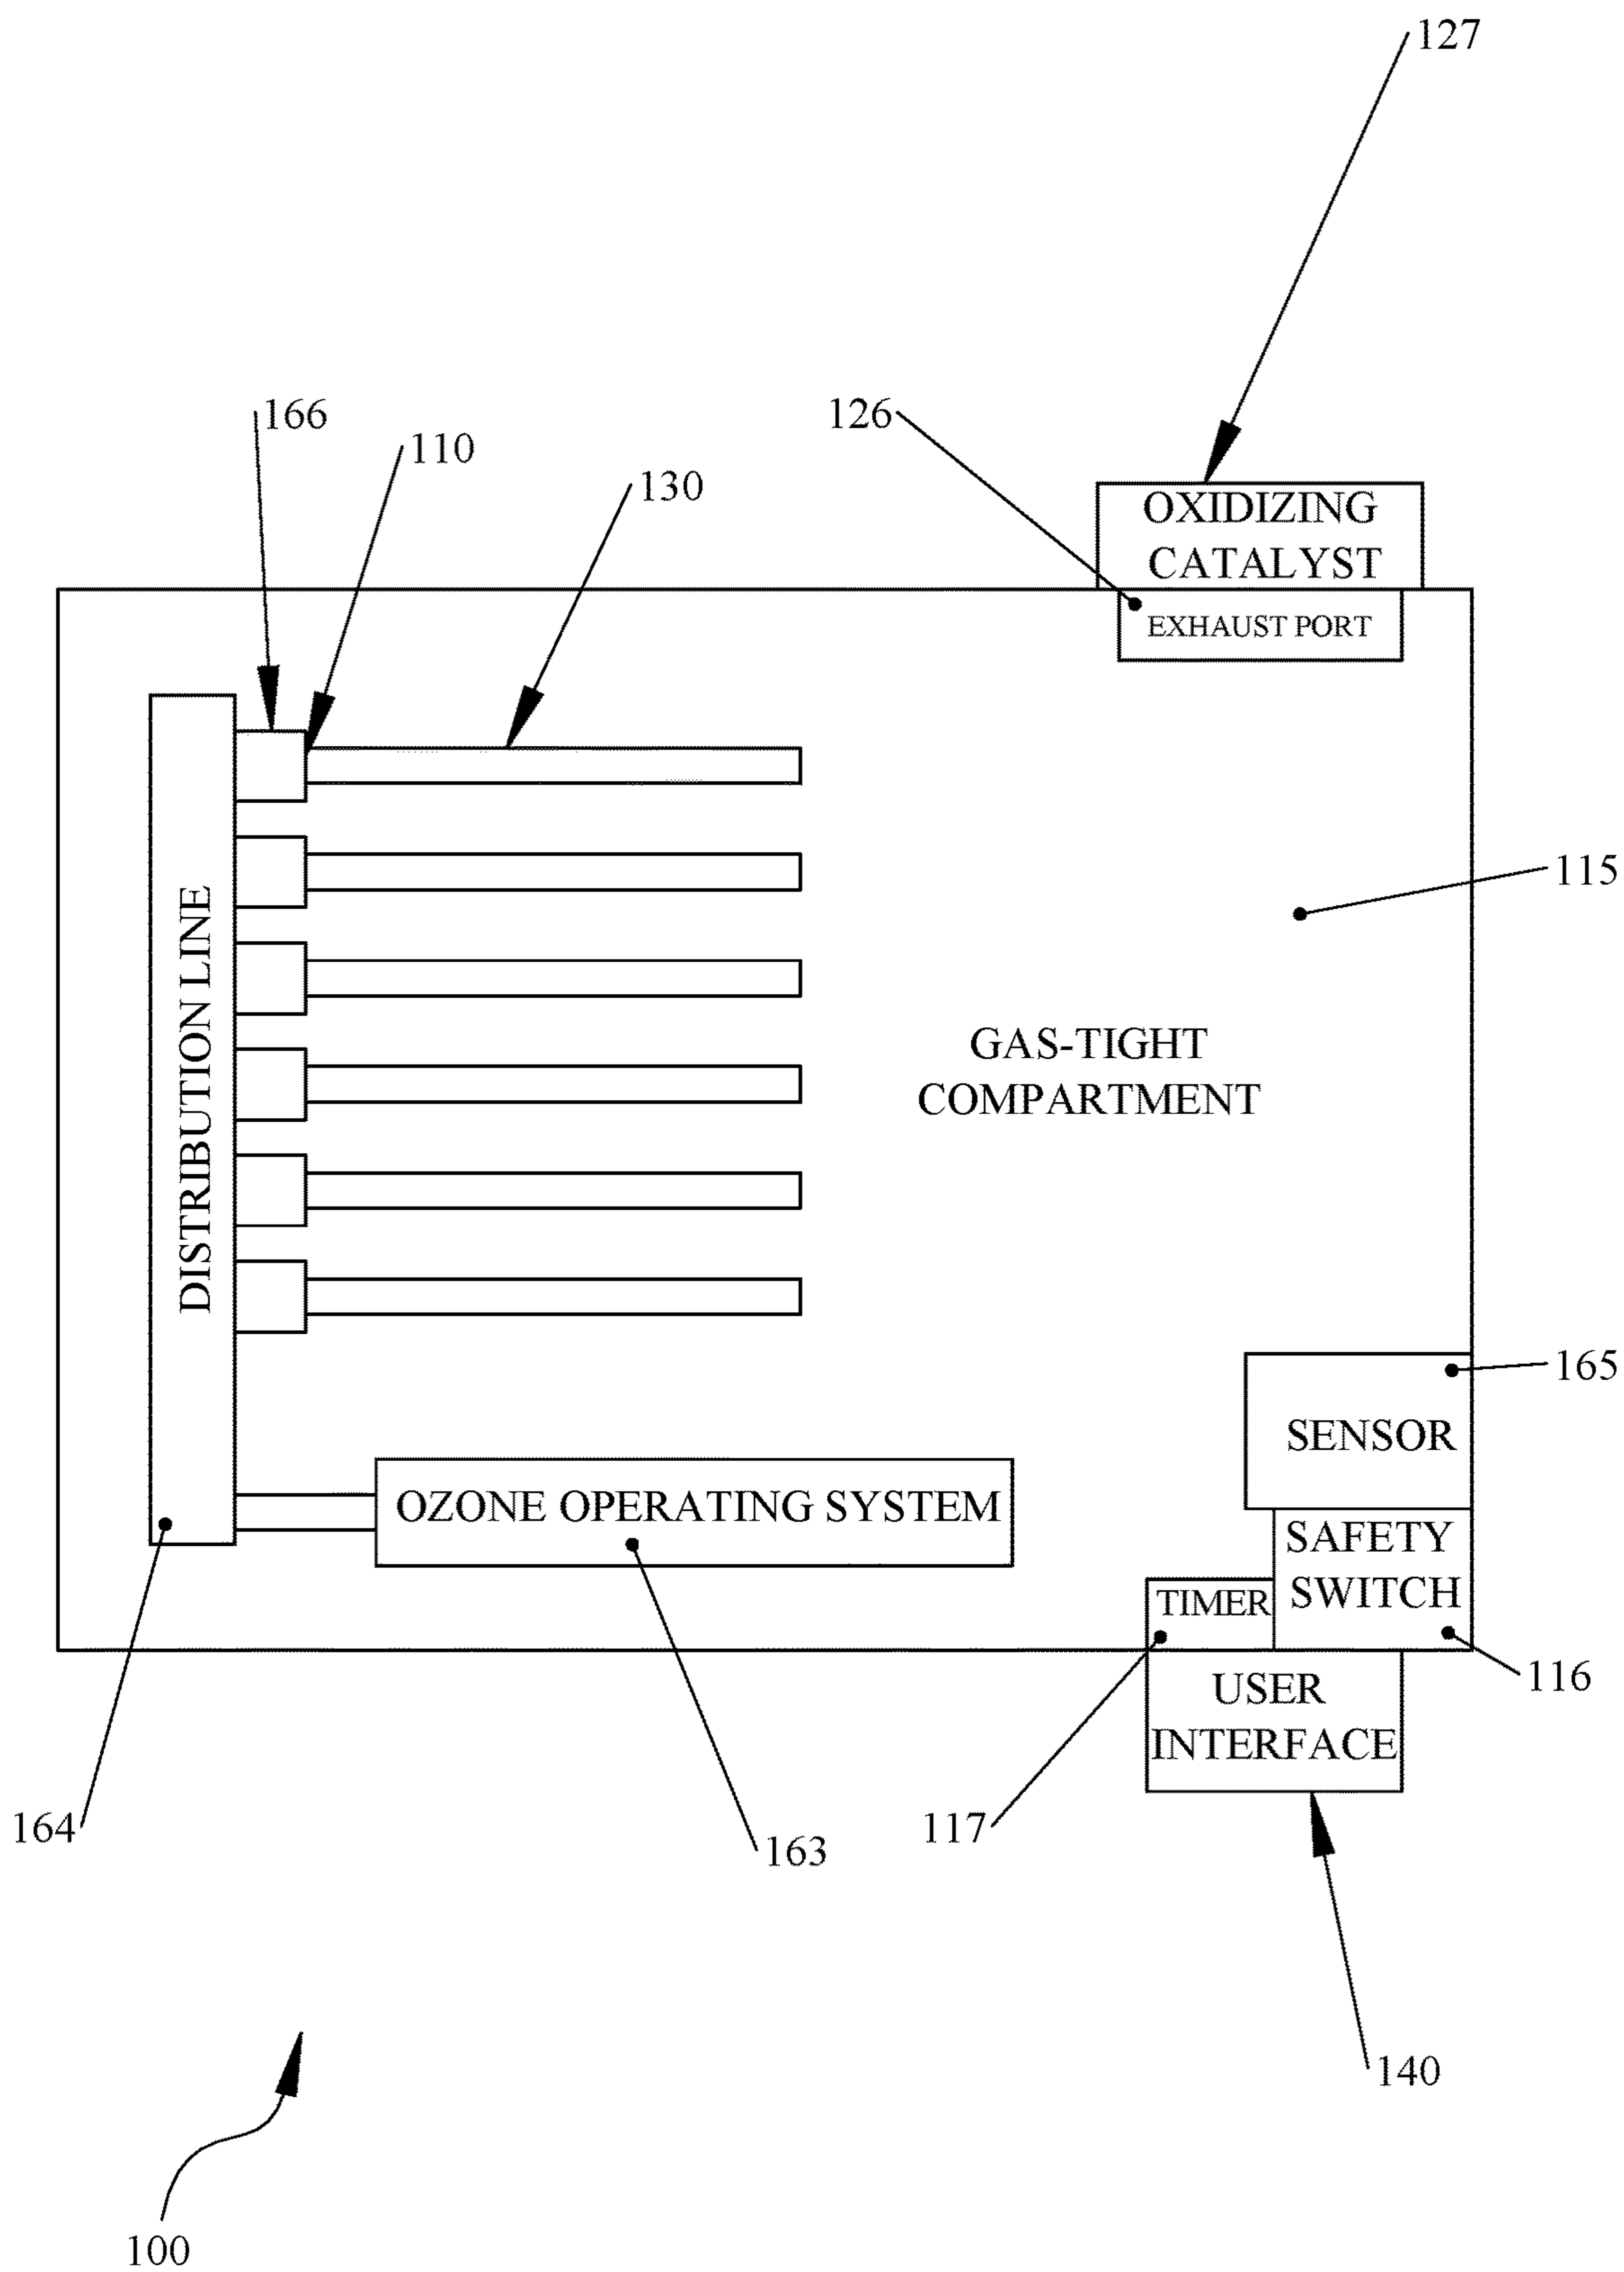 127
166
110
130
126
OXIDIZING
CATALYST
EXHAUST PORT
115
DISTRIBUTION LINE
GAS-TIGHT
COMPARTMENT
165
SENSOR
OZONE OPERATING SYSTEM
SAFETY
SWITCH
TIMER
116
USER
INTERFACE
164
163
117
140
100